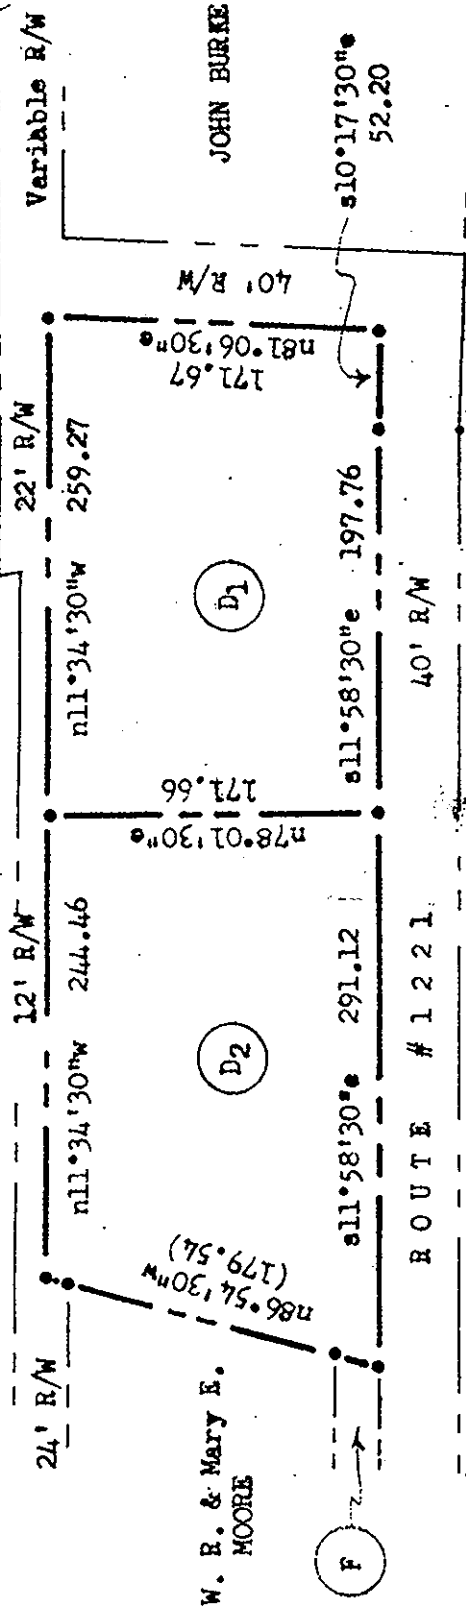 Variable R/W
JOHN BURKE
s10°17'30"e
52.20
40' R/W
n81°06'30"e
171.67
22' R/W
n11°34'30"w 259.27
D1
s11°58'30"e 197.76
40' R/W
171.66
n78°01'30"e
12' R/W
n11°34'30"w 244.46
D2
s11°58'30"e 291.12
ROUTE #1221
n86°54'30"w
(179.54)
24' R/W
W. R. & Mary E.
MOORE
F